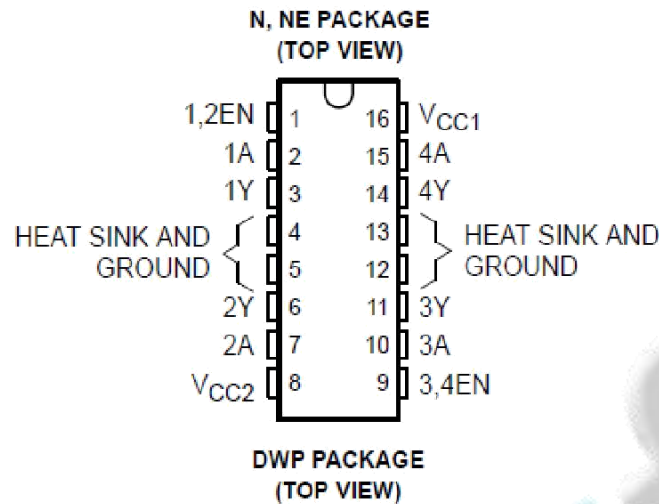 N, NE PACKAGE
(TOP VIEW)
1,2EN 1 16 VCC1
1A 2 15 4A
1Y 3 14 4Y
HEAT SINK AND GROUND 4 13 HEAT SINK AND GROUND
5 12
2Y 6 11 3Y
2A 7 10 3A
VCC2 8 9 3,4EN
DWP PACKAGE
(TOP VIEW)